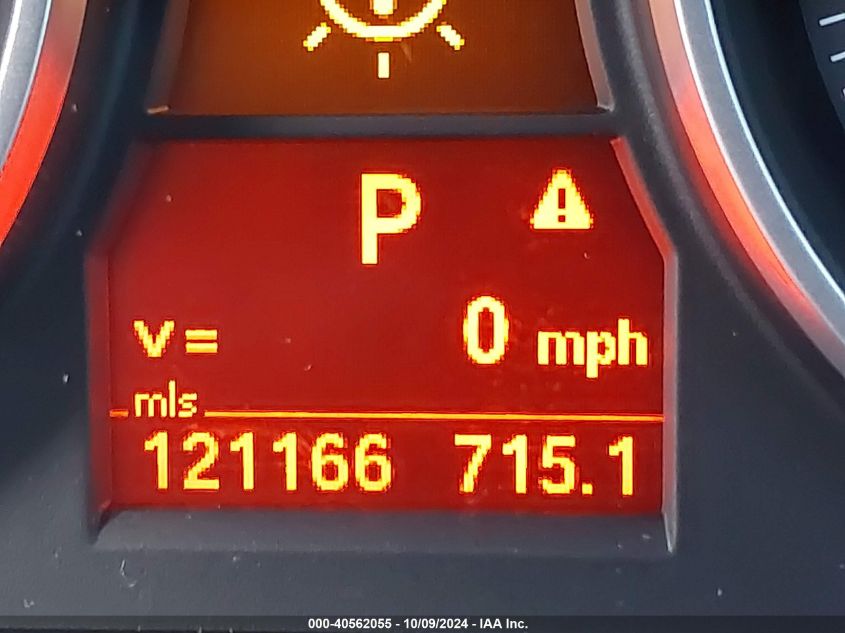 P
v= 0 mph
mls
121166 715.1
000-40562055 - 10/09/2024 - IAA Inc.